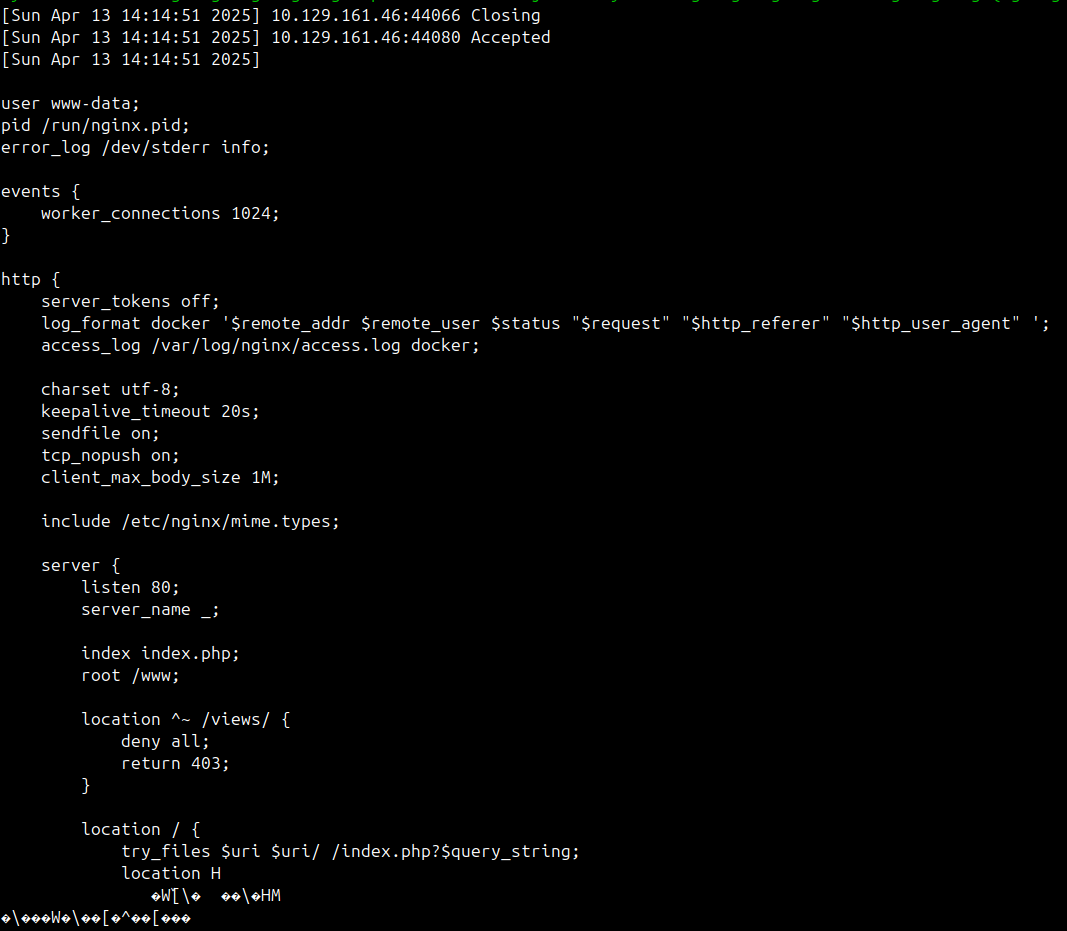 [Sun Apr 13 14:14:51 2025] 10.129.161.46:44066 Closing
[Sun Apr 13 14:14:51 2025] 10.129.161.46:44080 Accepted
[Sun Apr 13 14:14:51 2025]
user www-data;
pid /run/nginx.pid;
error_log /dev/stderr info;
events {
    worker_connections 1024;
}
http {
    server_tokens off;
    log_format docker '$remote_addr $remote_user $status "$request" "$http_referer" "$http_user_agent" ';
    access_log /var/log/nginx/access.log docker;
    charset utf-8;
    keepalive_timeout 20s;
    sendfile on;
    tcp_nopush on;
    client_max_body_size 1M;
    include /etc/nginx/mime.types;
    server {
        listen 80;
        server_name _;
        index index.php;
        root /www;
        location ^~ /views/ {
            deny all;
            return 403;
        }
        location / {
            try_files $uri $uri/ /index.php?$query_string;
            location H
               �W[\�  ��\�HM
�\���W�\��[�^��[���